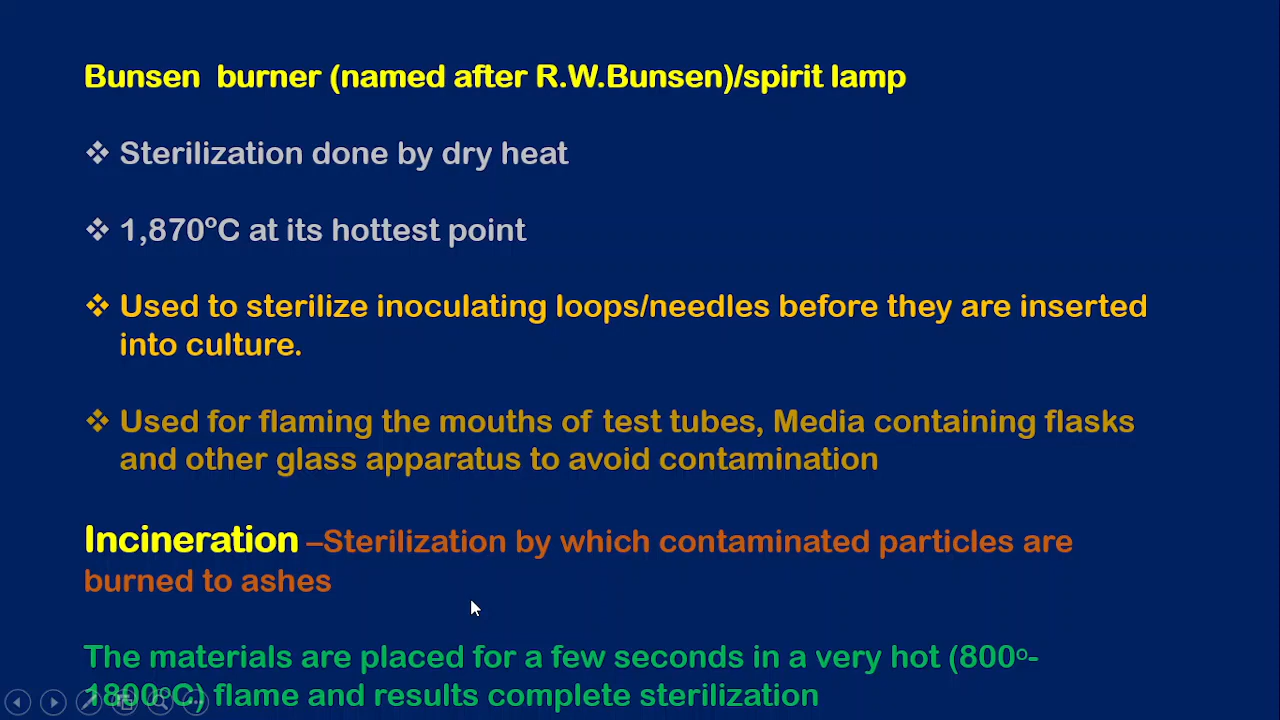 Bunsen burner (named after R.W.Bunsen)/spirit lamp
❖ Sterilization done by dry heat
❖ 1,870ºC at its hottest point
❖ Used to sterilize inoculating loops/needles before they are inserted
into culture.
❖ Used for flaming the mouths of test tubes, Media containing flasks
and other glass apparatus to avoid contamination
Incineration –Sterilization by which contaminated particles are
burned to ashes
The materials are placed for a few seconds in a very hot (800º-
1800ºC) flame and results complete sterilization